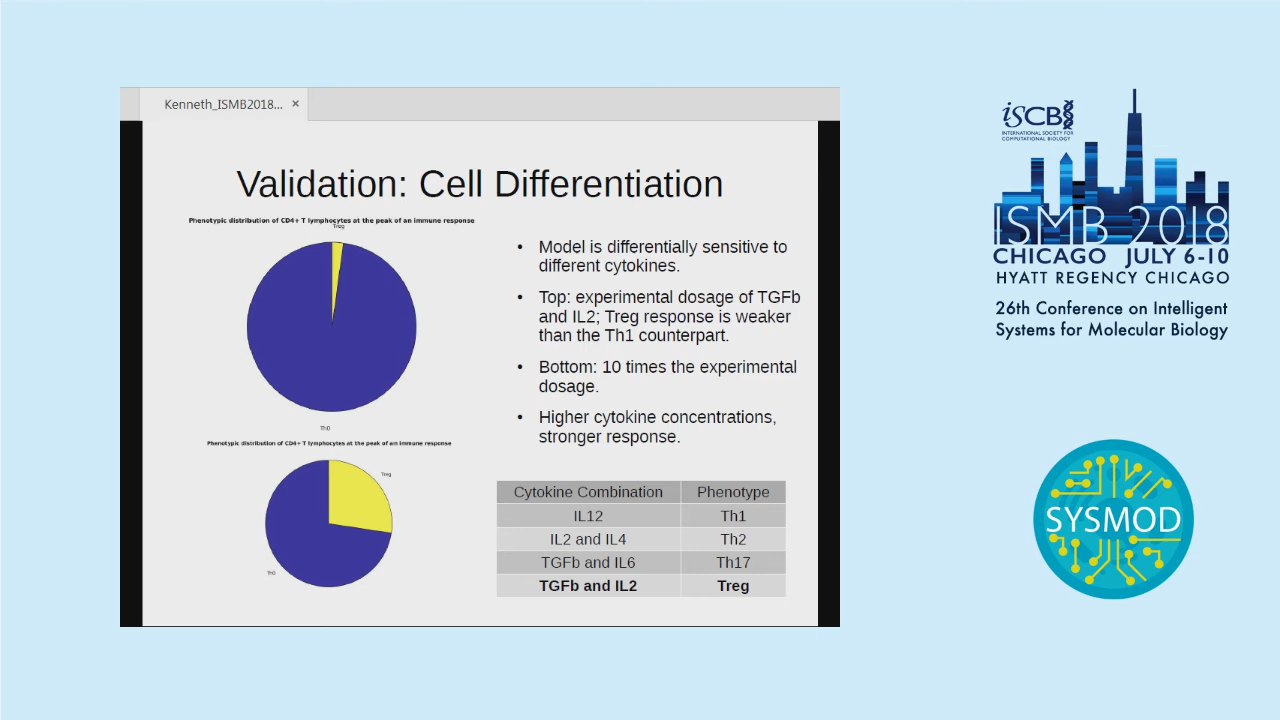 Kenneth_ISMB2018... ×
Validation: Cell Differentiation
Phenotypic distribution of CD4+ T lymphocytes at the peak of an immune response
Treg
Th0
Phenotypic distribution of CD4+ T lymphocytes at the peak of an immune response
Treg
Th0
• Model is differentially sensitive to
different cytokines.
• Top: experimental dosage of TGFb
and IL2; Treg response is weaker
than the Th1 counterpart.
• Bottom: 10 times the experimental
dosage.
• Higher cytokine concentrations,
stronger response.
Cytokine Combination Phenotype
IL12 Th1
IL2 and IL4 Th2
TGFb and IL6 Th17
TGFb and IL2 Treg
iSCB
INTERNATIONAL SOCIETY FOR
COMPUTATIONAL BIOLOGY
ISMB 2018
CHICAGO JULY 6-10
HYATT REGENCY CHICAGO
26th Conference on Intelligent
Systems for Molecular Biology
SYSMOD